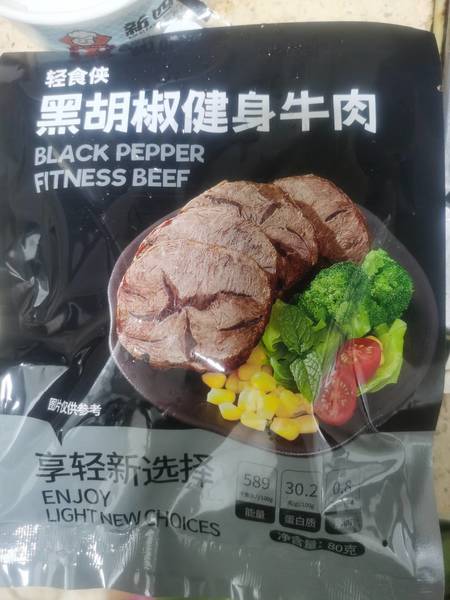 轻食侠
黑胡椒健身牛肉
BLACK PEPPER
FITNESS BEEF
图片仅供参考
享轻新选择
ENJOY
LIGHT NEW CHOICES
589 30.2 0.8
能量 蛋白质
净含量: 80克